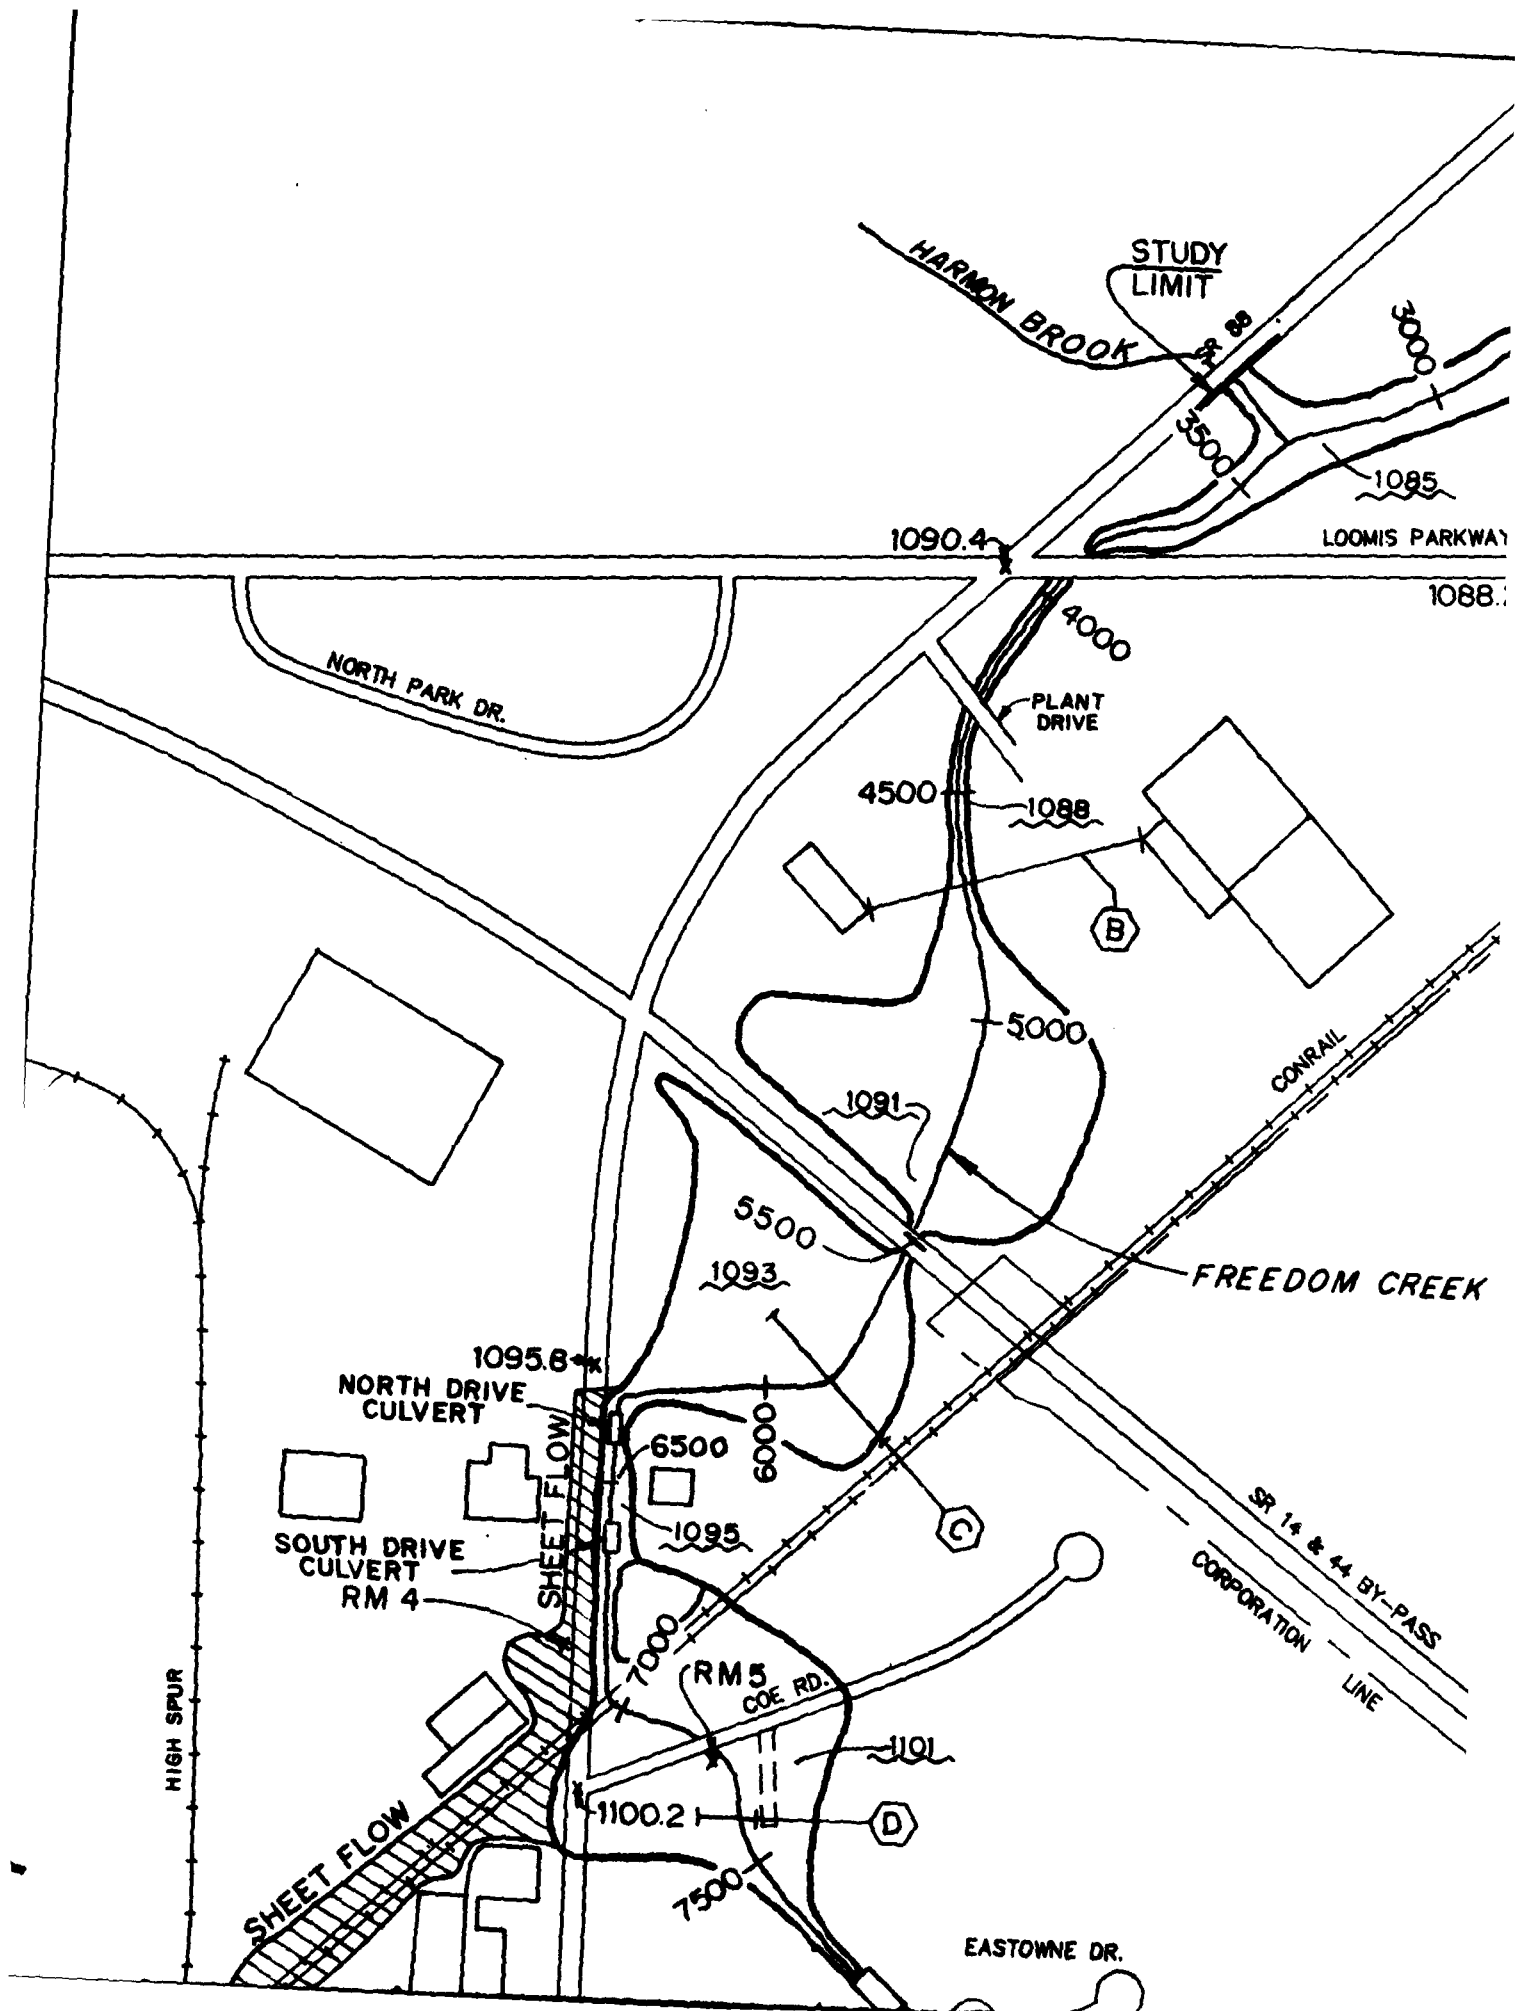 STUDY
LIMIT
HARMON BROOK
SR 88
3000
3500
1085
1090.4
LOOMIS PARKWAY
1088.
4000
NORTH PARK DR.
PLANT
DRIVE
4500
1088
B
5000
CONRAIL
1091
5500
FREEDOM CREEK
1093
1095.8
NORTH DRIVE
CULVERT
6000
SHEET FLOW
6500
1095
C
SR 14 & 44 BY-PASS
SOUTH DRIVE
CULVERT
RM 4
CORPORATION LINE
7000
RM 5
COE RD.
HIGH SPUR
1101
1100.2
D
SHEET FLOW
7500
EASTOWNE DR.